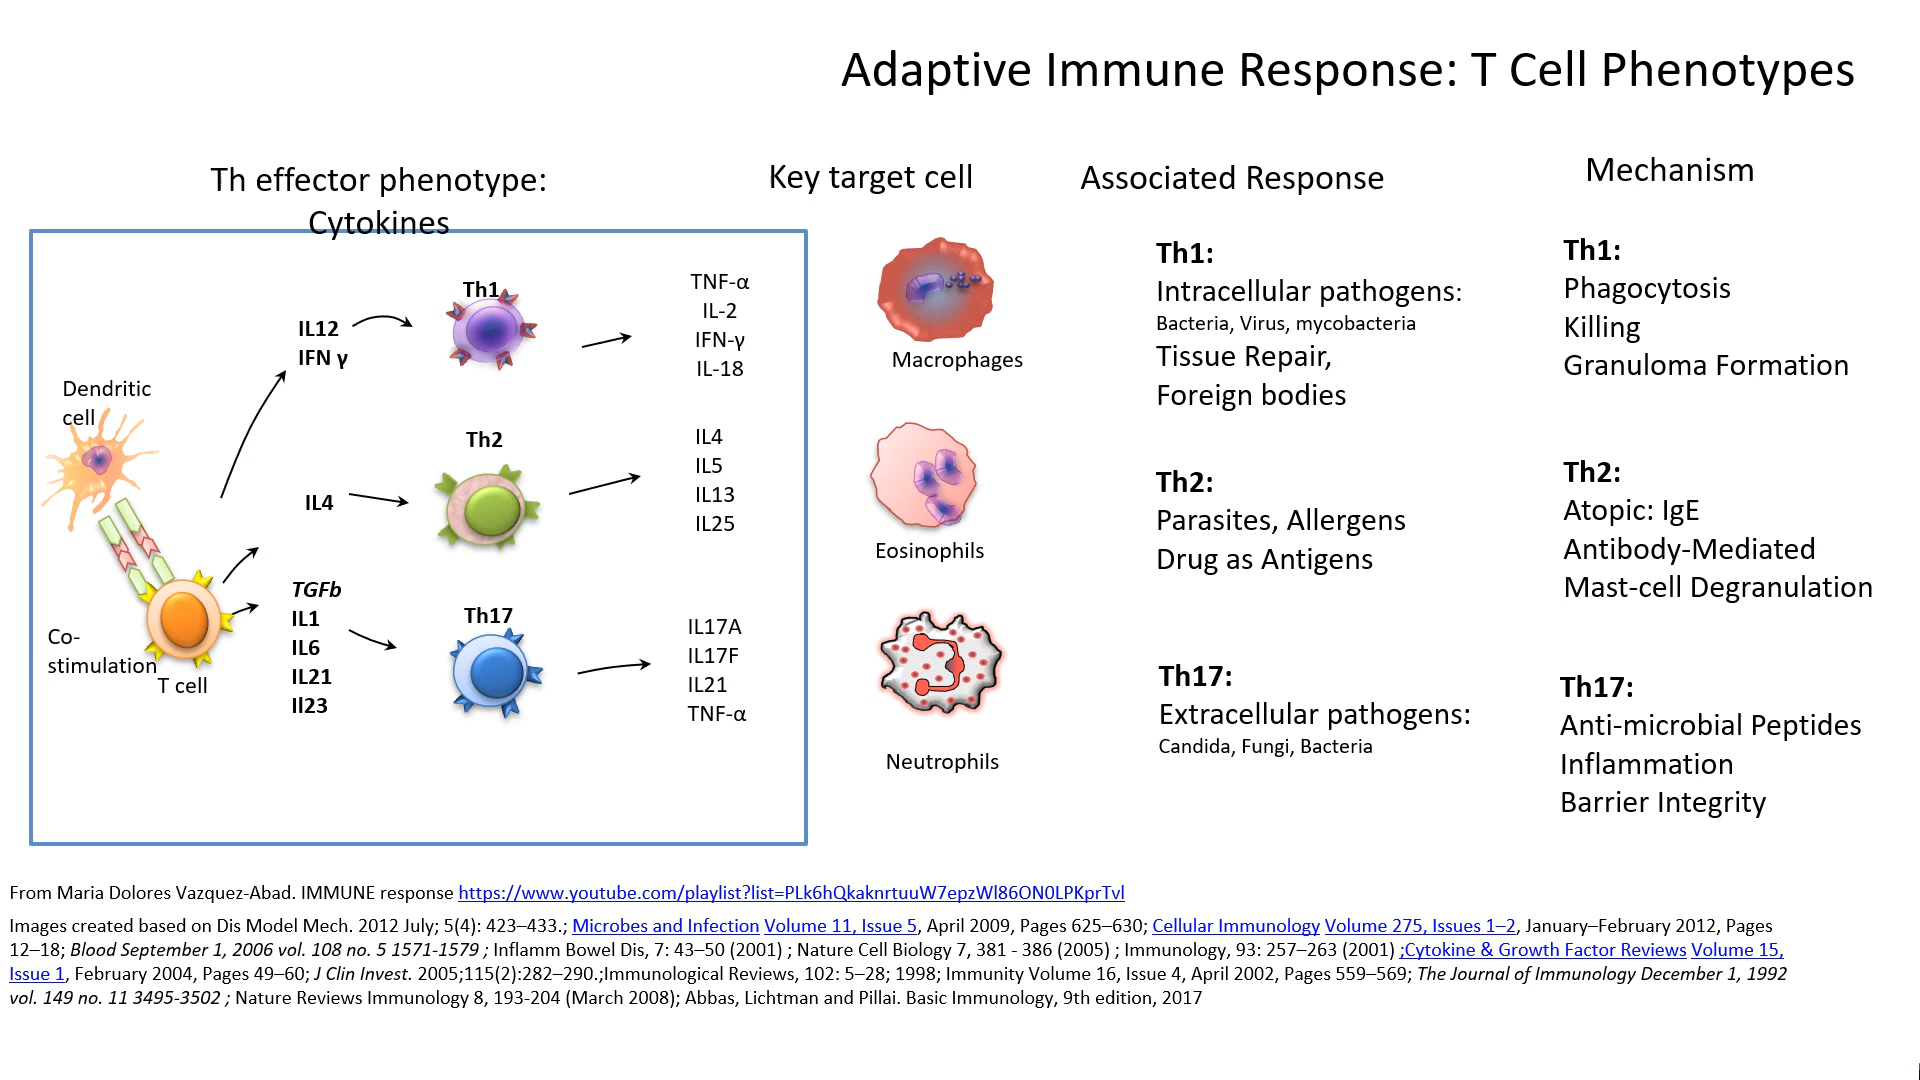 Adaptive Immune Response: T Cell Phenotypes
Th effector phenotype:
Cytokines
Key target cell
Associated Response
Mechanism
Dendritic
cell
Co-
stimulation
T cell
IL12
IFN γ
IL4
TGFb
IL1
IL6
IL21
Il23
Th1
Th2
Th17
TNF-α
IL-2
IFN-γ
IL-18
IL4
IL5
IL13
IL25
IL17A
IL17F
IL21
TNF-α
Macrophages
Eosinophils
Neutrophils
Th1:
Intracellular pathogens:
Bacteria, Virus, mycobacteria
Tissue Repair,
Foreign bodies
Th2:
Parasites, Allergens
Drug as Antigens
Th17:
Extracellular pathogens:
Candida, Fungi, Bacteria
Th1:
Phagocytosis
Killing
Granuloma Formation
Th2:
Atopic: IgE
Antibody-Mediated
Mast-cell Degranulation
Th17:
Anti-microbial Peptides
Inflammation
Barrier Integrity
From Maria Dolores Vazquez-Abad. IMMUNE response https://www.youtube.com/playlist?list=PLk6hQkaknrtuuW7epzWl86ON0LPKprTvl
Images created based on Dis Model Mech. 2012 July; 5(4): 423–433.; Microbes and Infection Volume 11, Issue 5, April 2009, Pages 625–630; Cellular Immunology Volume 275, Issues 1–2, January–February 2012, Pages
12–18; Blood September 1, 2006 vol. 108 no. 5 1571-1579 ; Inflamm Bowel Dis, 7: 43–50 (2001) ; Nature Cell Biology 7, 381 - 386 (2005) ; Immunology, 93: 257–263 (2001) ;Cytokine & Growth Factor Reviews Volume 15,
Issue 1, February 2004, Pages 49–60; J Clin Invest. 2005;115(2):282–290.;Immunological Reviews, 102: 5–28; 1998; Immunity Volume 16, Issue 4, April 2002, Pages 559–569; The Journal of Immunology December 1, 1992
vol. 149 no. 11 3495-3502 ; Nature Reviews Immunology 8, 193-204 (March 2008); Abbas, Lichtman and Pillai. Basic Immunology, 9th edition, 2017